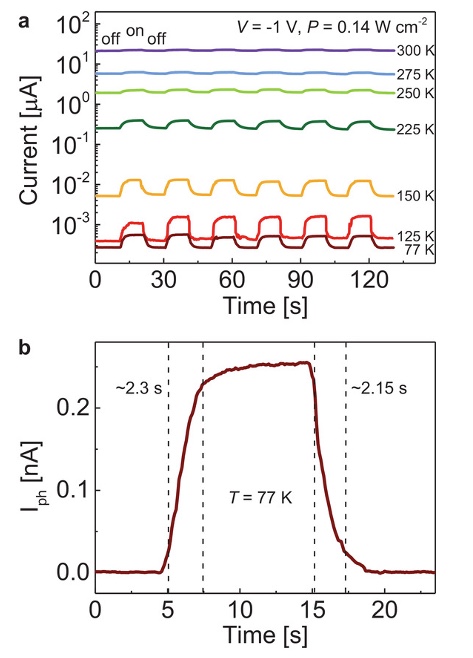 a
V = -1 V, P = 0.14 W cm⁻²
off on off
10²
10¹
10⁰
10⁻¹
10⁻²
10⁻³
Current [µA]
300 K
275 K
250 K
225 K
150 K
125 K
77 K
0 30 60 90 120
Time [s]
b
~2.3 s
~2.15 s
0.2
0.1
0.0
I_ph [nA]
T = 77 K
0 5 10 15 20
Time [s]